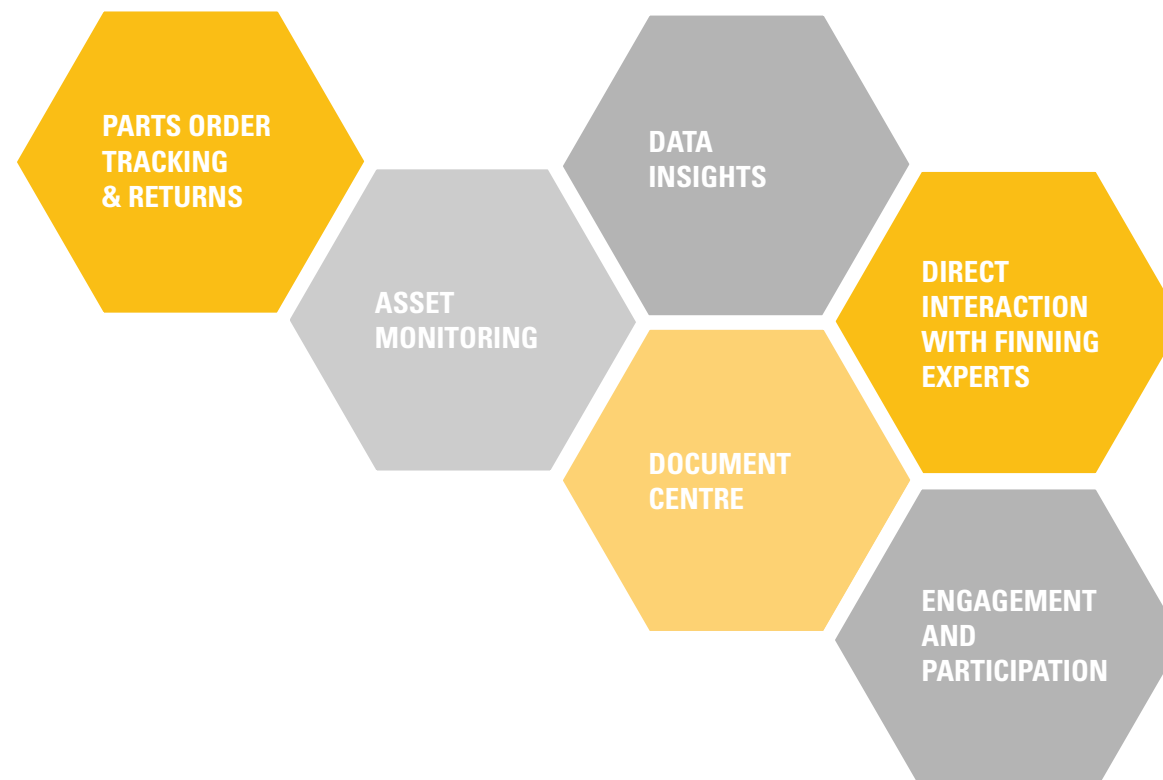 PARTS ORDER
TRACKING
& RETURNS
DATA
INSIGHTS
ASSET
MONITORING
DIRECT
INTERACTION
WITH FINNING
EXPERTS
DOCUMENT
CENTRE
ENGAGEMENT
AND
PARTICIPATION